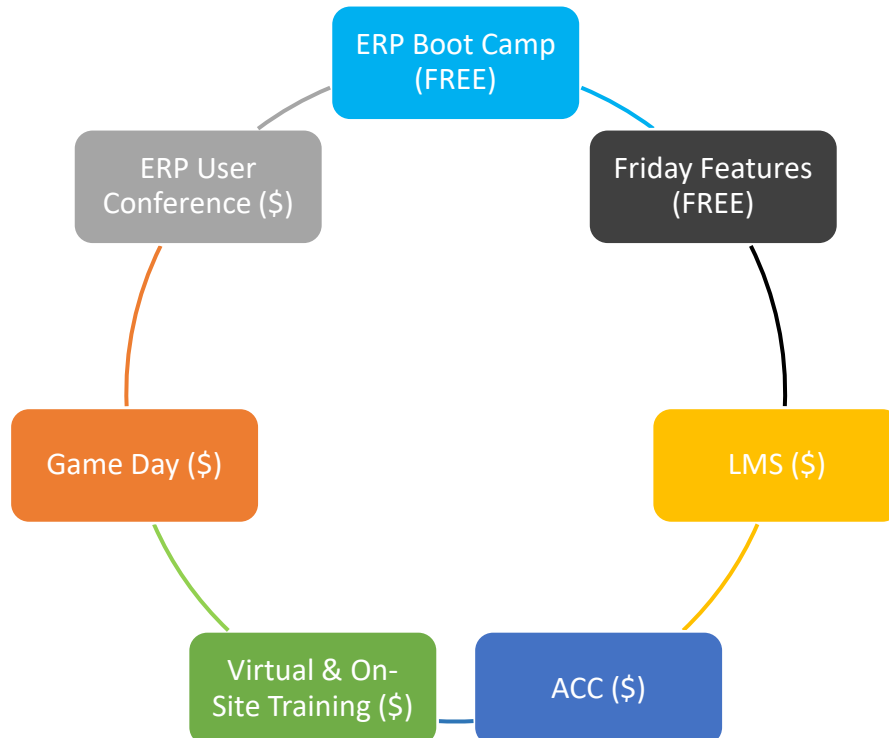 ERP Boot Camp
(FREE)
Friday Features
(FREE)
LMS ($)
ACC ($)
Virtual & On-
Site Training ($)
Game Day ($)
ERP User
Conference ($)